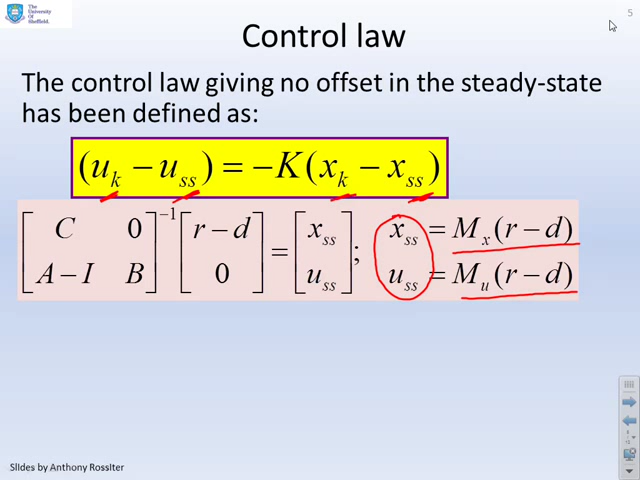 The
University
Of
Sheffield.
5
Control law
The control law giving no offset in the steady-state
has been defined as:
(u_k − u_ss) = −K(x_k − x_ss)
[C 0; A − I B]^−1 [r − d; 0] = [x_ss; u_ss]; x_ss = M_x(r − d)
u_ss = M_u(r − d)
Slides by Anthony Rossiter